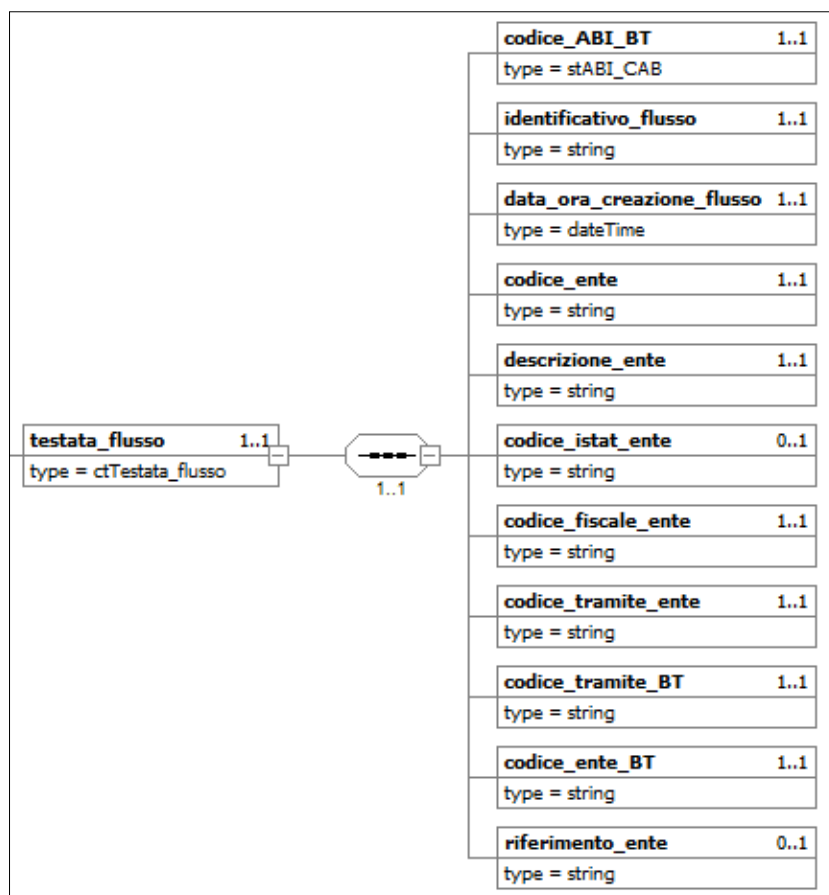 codice_ABI_BT 1..1
type = stABI_CAB
identificativo_flusso 1..1
type = string
data_ora_creazione_flusso 1..1
type = dateTime
codice_ente 1..1
type = string
descrizione_ente 1..1
type = string
testata_flusso 1..1
type = ctTestata_flusso
1..1
codice_istat_ente 0..1
type = string
codice_fiscale_ente 1..1
type = string
codice_tramite_ente 1..1
type = string
codice_tramite_BT 1..1
type = string
codice_ente_BT 1..1
type = string
riferimento_ente 0..1
type = string